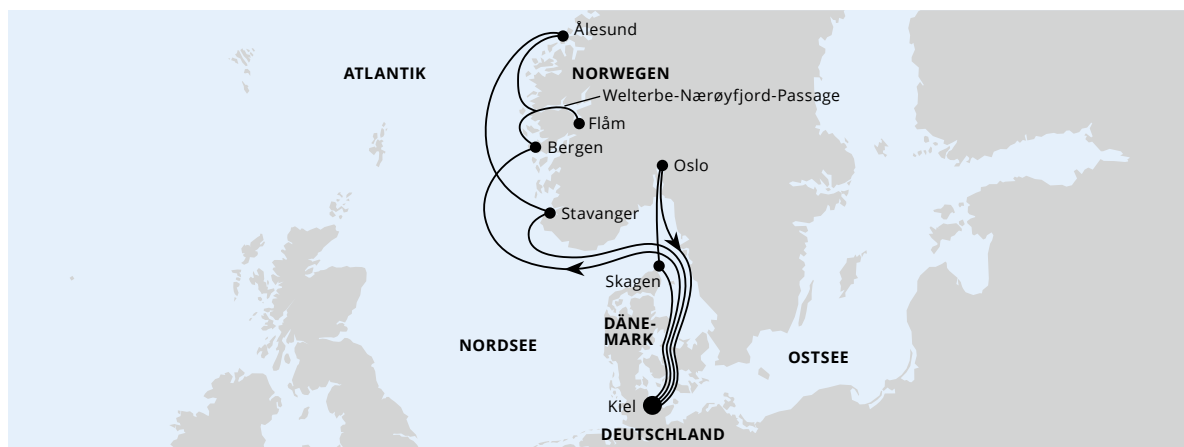 Ålesund
ATLANTIK
NORWEGEN
Welterbe-Nærøyfjord-Passage
Flåm
Bergen
Oslo
Stavanger
Skagen
DÄNE-
MARK
NORDSEE
OSTSEE
Kiel
DEUTSCHLAND